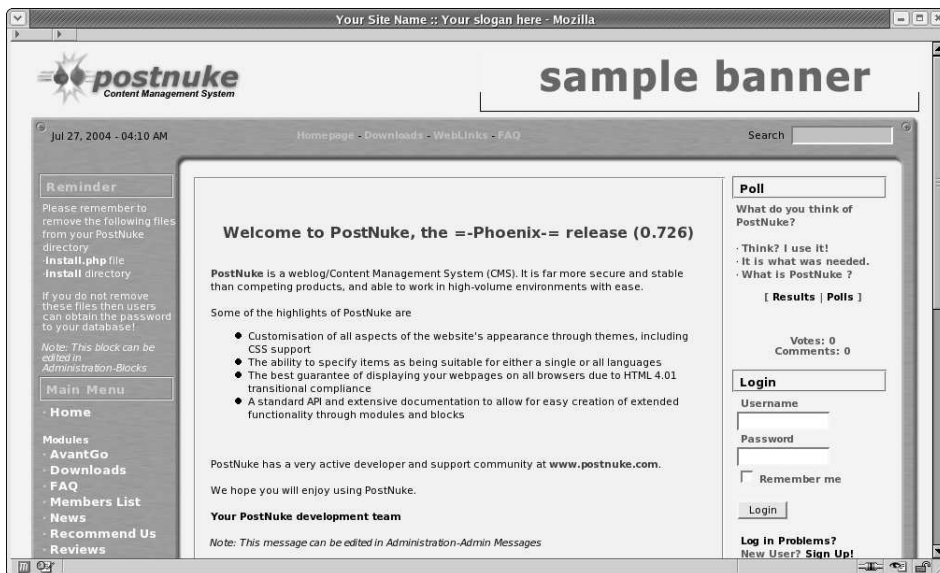 Your Site Name :: Your slogan here - Mozilla
postnuke
Content Management System
sample banner
Jul 27, 2004 - 04:10 AM
Homepage - Downloads - WebLinks - FAQ
Search
Reminder
Please remember to
remove the following files
from your PostNuke
directory
·Install.php file
·Install directory
If you do not remove
these files then users
can obtain the password
to your database!
Note: This block can be
edited in
Administration-Blocks
Main Menu
· Home
Modules
· AvantGo
· Downloads
· FAQ
· Members List
· News
· Recommend Us
· Reviews
Welcome to PostNuke, the =-Phoenix-= release (0.726)
PostNuke is a weblog/Content Management System (CMS). It is far more secure and stable
than competing products, and able to work in high-volume environments with ease.
Some of the highlights of PostNuke are
● Customisation of all aspects of the website's appearance through themes, including
CSS support
● The ability to specify items as being suitable for either a single or all languages
● The best guarantee of displaying your webpages on all browsers due to HTML 4.01
transitional compliance
● A standard API and extensive documentation to allow for easy creation of extended
functionality through modules and blocks
PostNuke has a very active developer and support community at www.postnuke.com.
We hope you will enjoy using PostNuke.
Your PostNuke development team
Note: This message can be edited in Administration-Admin Messages
Poll
What do you think of
PostNuke?
· Think? I use it!
· It is what was needed.
· What is PostNuke ?
[ Results | Polls ]
Votes: 0
Comments: 0
Login
Username
Password
Remember me
Login
Log in Problems?
New User? Sign Up!